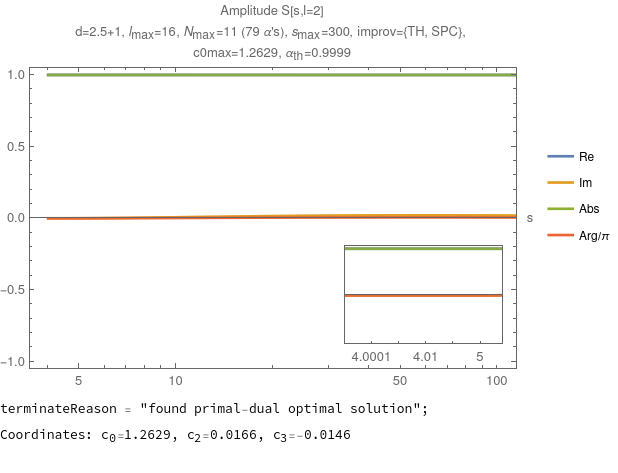 Amplitude S[s,l=2]
d=2.5+1, lmax=16, Nmax=11 (79 α's), smax=300, improv={TH, SPC},
c0max=1.2629, αth=0.9999
1.0
0.5
0.0
-0.5
-1.0
5
10
50
100
s
4.0001
4.01
5
Re
Im
Abs
Arg/π
terminateReason = "found primal-dual optimal solution";
Coordinates: c0=1.2629, c2=0.0166, c3=-0.0146